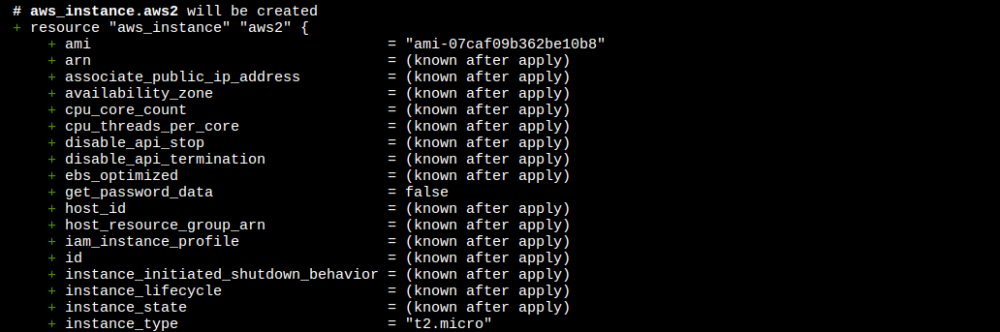 # aws_instance.aws2 will be created
+ resource "aws_instance" "aws2" {
+ ami = "ami-07caf09b362be10b8"
+ arn = (known after apply)
+ associate_public_ip_address = (known after apply)
+ availability_zone = (known after apply)
+ cpu_core_count = (known after apply)
+ cpu_threads_per_core = (known after apply)
+ disable_api_stop = (known after apply)
+ disable_api_termination = (known after apply)
+ ebs_optimized = (known after apply)
+ get_password_data = false
+ host_id = (known after apply)
+ host_resource_group_arn = (known after apply)
+ iam_instance_profile = (known after apply)
+ id = (known after apply)
+ instance_initiated_shutdown_behavior = (known after apply)
+ instance_lifecycle = (known after apply)
+ instance_state = (known after apply)
+ instance_type = "t2.micro"